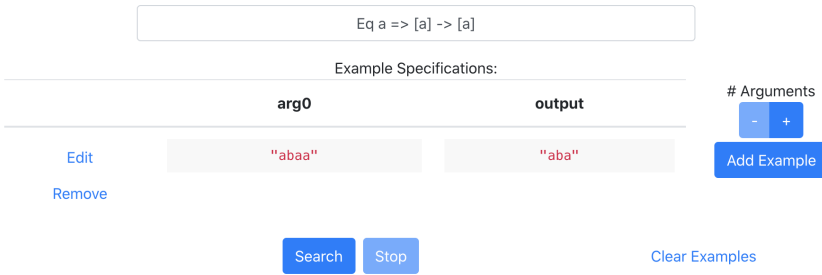 Eq a => [a] -> [a]
Example Specifications:
arg0 output
# Arguments
- +
Edit "abaa" "aba" Add Example
Remove
Search Stop Clear Examples